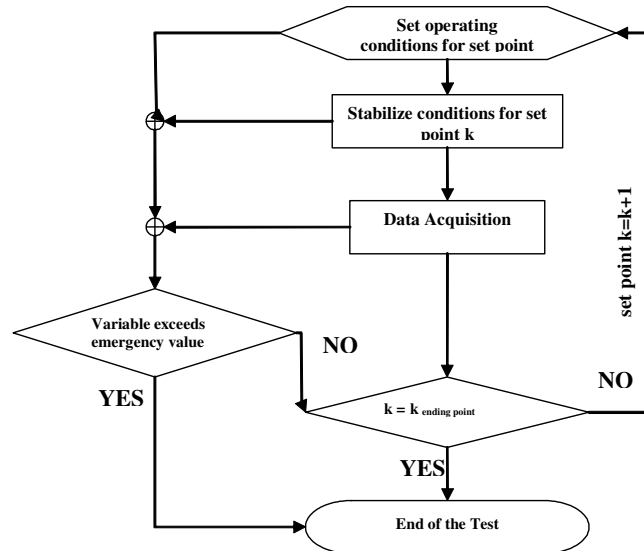 Set operating
conditions for set point
Stabilize conditions for set
point k
Data Acquisition
set point k=k+1
Variable exceeds
emergency value
NO
YES
k = k ending point
NO
YES
End of the Test